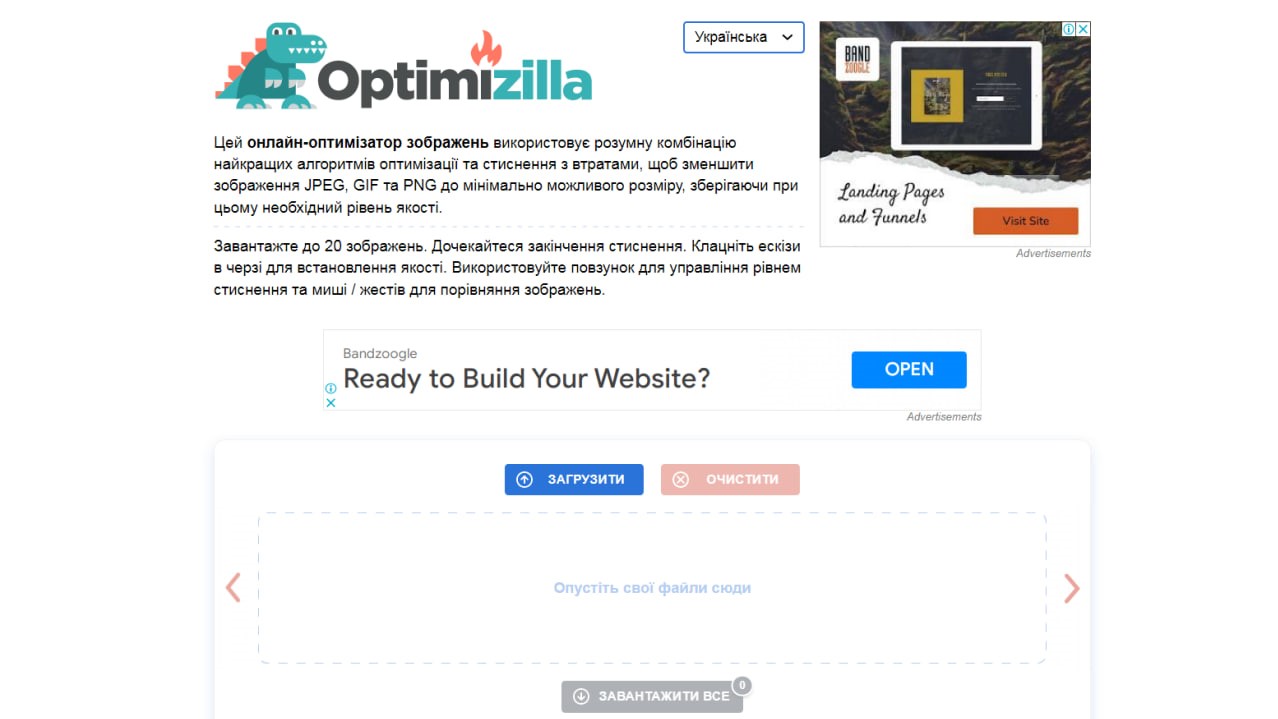 Optimizilla
Українська
Цей онлайн-оптимізатор зображень використовує розумну комбінацію
найкращих алгоритмів оптимізації та стиснення з втратами, щоб зменшити
зображення JPEG, GIF та PNG до мінімально можливого розміру, зберігаючи при
цьому необхідний рівень якості.
Завантажте до 20 зображень. Дочекайтеся закінчення стиснення. Клацніть ескізи
в черзі для встановлення якості. Використовуйте повзунок для управління рівнем
стиснення та миші / жестів для порівняння зображень.
BAND
ZOOGLE
Landing Pages
and Funnels
Visit Site
Advertisements
Bandzoogle
Ready to Build Your Website?
OPEN
Advertisements
ЗАГРУЗИТИ
ОЧИСТИТИ
Опустіть свої файли сюди
ЗАВАНТАЖИТИ ВСЕ
0